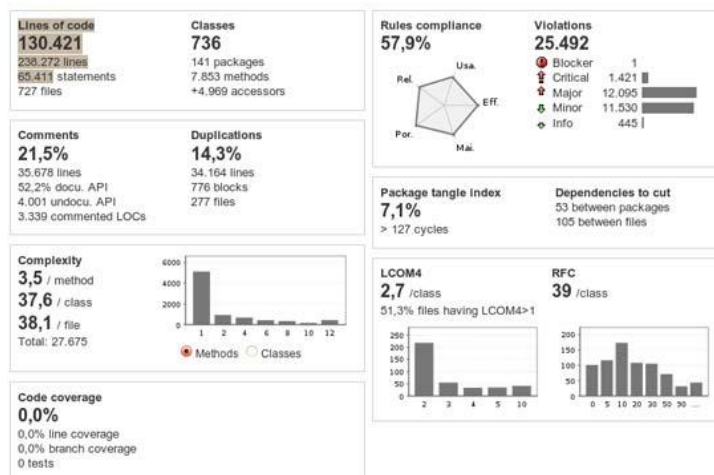 Lines of code
130.421
238.272 lines
65.411 statements
727 files
Classes
736
141 packages
7.853 methods
+4.969 accessors
Comments
21,5%
35.678 lines
52,2% docu. API
4.001 undocu. API
3.339 commented LOCs
Duplications
14,3%
34.164 lines
776 blocks
277 files
Complexity
3,5 / method
37,6 / class
38,1 / file
Total: 27.675
6000
4000
2000
0
1 2 4 6 8 10 12
Methods Classes
Code coverage
0,0%
0,0% line coverage
0,0% branch coverage
0 tests
Rules compliance
57,9%
Usa.
Rel.
Eff.
Por.
Mai.
Violations
25.492
Blocker 1
Critical 1.421
Major 12.095
Minor 11.530
Info 445
Package tangle index
7,1%
> 127 cycles
Dependencies to cut
53 between packages
105 between files
LCOM4
2,7 /class
51,3% files having LCOM4>1
250
200
150
100
50
0
2 3 4 5 10
RFC
39 /class
200
150
100
50
0
0 5 10 20 30 50 90 ...